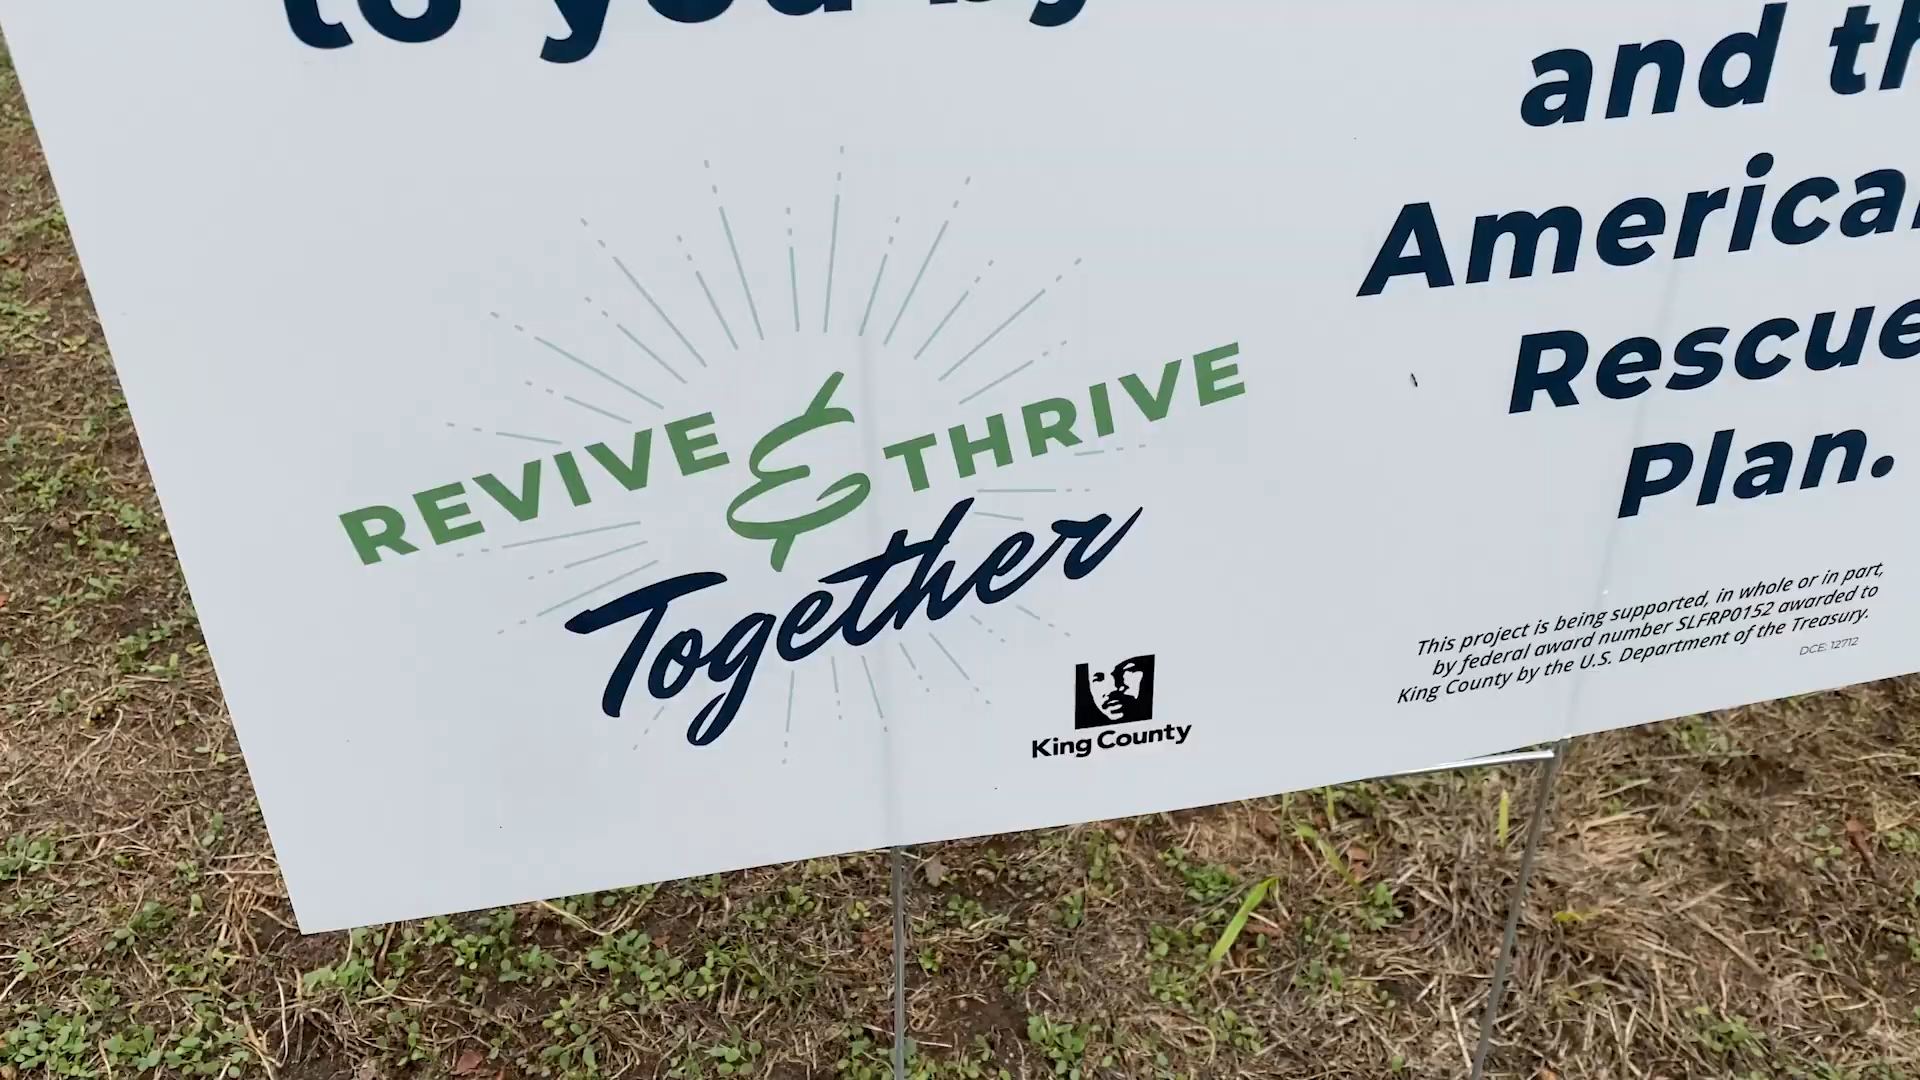 to you by
and th
American
Rescue
Plan.
REVIVE & THRIVE
Together
King County
This project is being supported, in whole or in part,
by federal award number SLFRP0152 awarded to
King County by the U.S. Department of the Treasury.
DCE: 12712